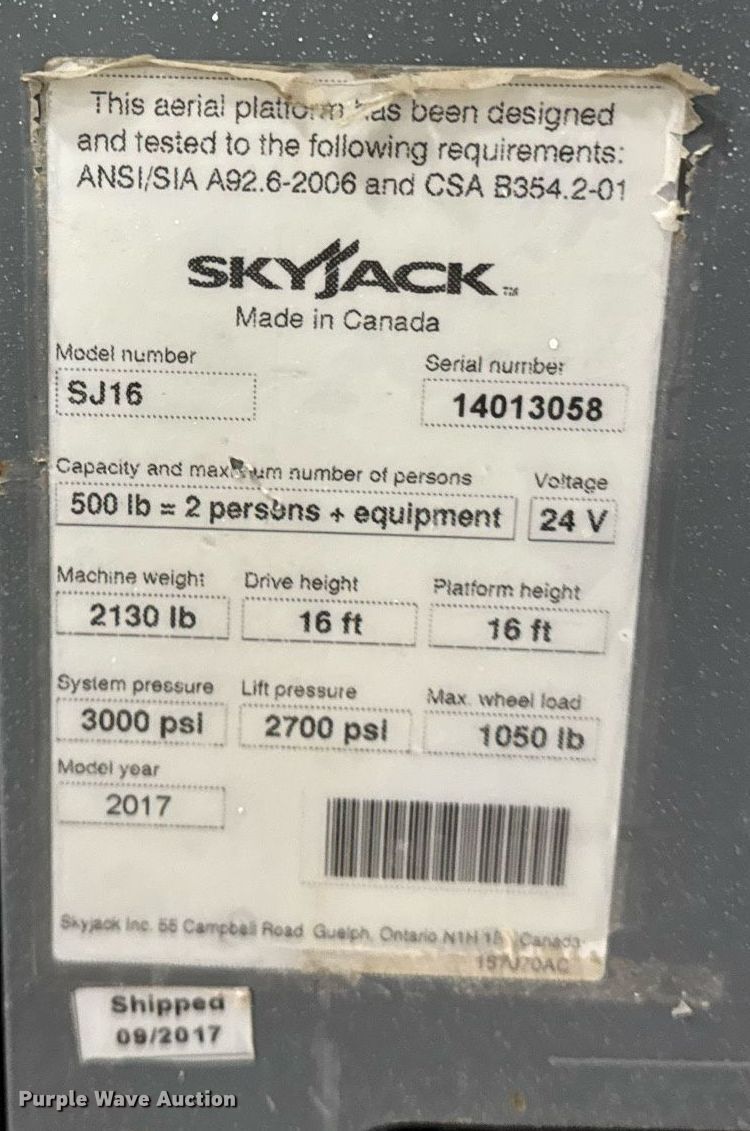 This aerial platform has been designed
and tested to the following requirements:
ANSI/SIA A92.6-2006 and CSA B354.2-01
SKYJACK™
Made in Canada
Model number
SJ16
Serial number
14013058
Capacity and maximum number of persons
500 lb = 2 persons + equipment
Voltage
24 V
Machine weight
2130 lb
Drive height
16 ft
Platform height
16 ft
System pressure
3000 psi
Lift pressure
2700 psi
Max. wheel load
1050 lb
Model year
2017
Skyjack Inc. 55 Campbell Road Guelph, Ontario N1H Canada
Shipped
09/2017
Purple Wave Auction